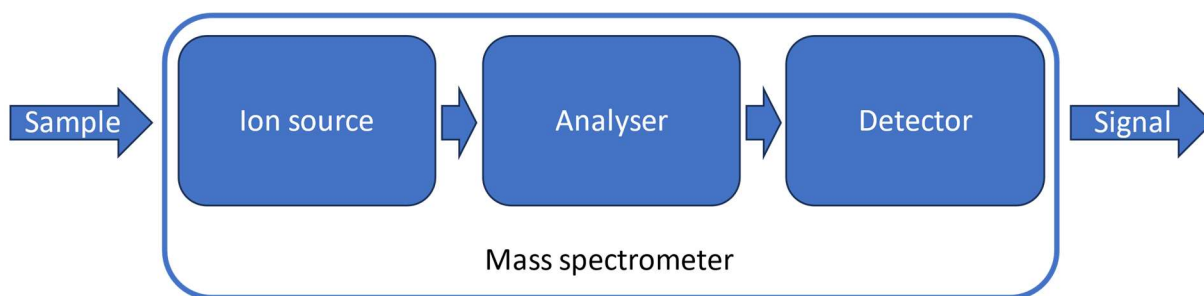 Sample
Ion source
Analyser
Detector
Signal
Mass spectrometer